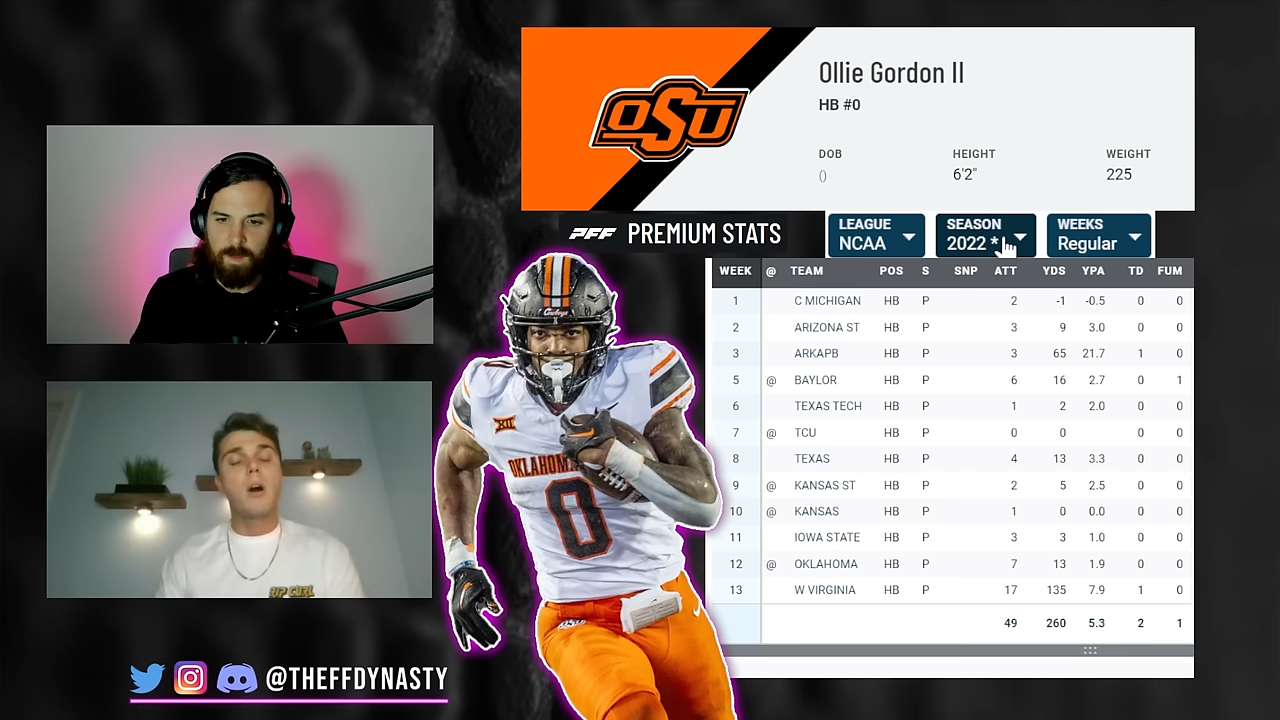 OSU
Ollie Gordon II
HB #0
DOB HEIGHT WEIGHT
() 6'2" 225
PFF PREMIUM STATS
LEAGUE NCAA
SEASON 2022 *
WEEKS Regular
WEEK @ TEAM POS S SNP ATT YDS YPA TD FUM
1 C MICHIGAN HB P 2 -1 -0.5 0 0
2 ARIZONA ST HB P 3 9 3.0 0 0
3 ARKAPB HB P 3 65 21.7 1 0
5 @ BAYLOR HB P 6 16 2.7 0 1
6 TEXAS TECH HB P 1 2 2.0 0 0
7 @ TCU HB P 0 0 0 0
8 TEXAS HB P 4 13 3.3 0 0
9 @ KANSAS ST HB P 2 5 2.5 0 0
10 @ KANSAS HB P 1 0 0.0 0 0
11 IOWA STATE HB P 3 3 1.0 0 0
12 @ OKLAHOMA HB P 7 13 1.9 0 0
13 W VIRGINIA HB P 17 135 7.9 1 0
49 260 5.3 2 1
Cowboys
XII
OKLAHOM
0
RIP CURL
@THEFFDYNASTY